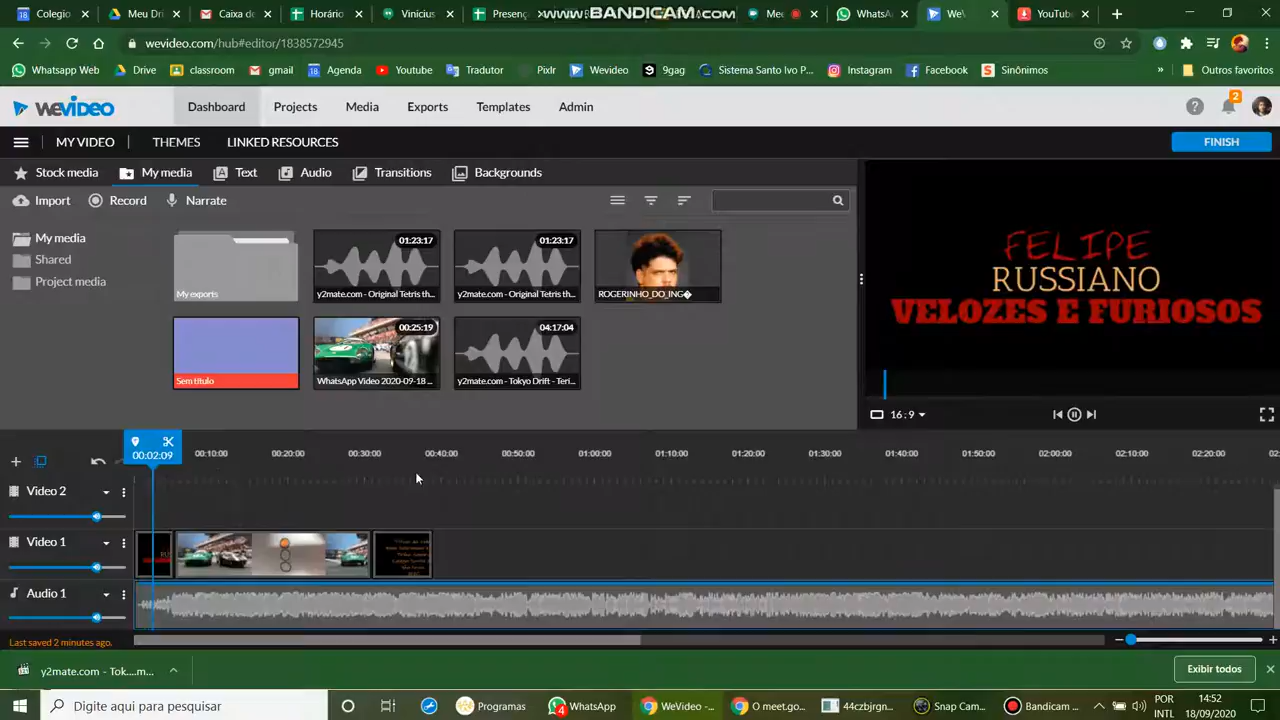 Colegio
Meu Dri
Caixa de
Horário
Vinícius
Presenç
www.BANDICAM.com
Mee
WhatsA
WeV
YouTube
wevideo.com/hub#editor/1838572945
Whatsapp Web
Drive
classroom
gmail
Agenda
Youtube
Tradutor
Pixlr
Wevideo
9gag
Sistema Santo Ivo P...
Instagram
Facebook
Sinônimos
»
Outros favoritos
WEVIDEO
Dashboard
Projects
Media
Exports
Templates
Admin
2
MY VIDEO
THEMES
LINKED RESOURCES
FINISH
Stock media
My media
Text
Audio
Transitions
Backgrounds
Import
Record
Narrate
My media
Shared
Project media
My exports
01:23:17
y2mate.com - Original Tetris th...
01:23:17
y2mate.com - Original Tetris th...
ROGERINHO_DO_ING�
Sem título
00:25:19
WhatsApp Video 2020-09-18 ...
04:17:04
y2mate.com - Tokyo Drift - Teri...
FELIPE
RUSSIANO
VELOZES E FURIOSOS
16:9
00:02:09
00:10:00
00:20:00
00:30:00
00:40:00
00:50:00
01:00:00
01:10:00
01:20:00
01:30:00
01:40:00
01:50:00
02:00:00
02:10:00
02:20:00
02:
Video 2
Video 1
Audio 1
Last saved 2 minutes ago.
y2mate.com - Tok....m...
Exibir todos
Digite aqui para pesquisar
Programas
4
WhatsApp
WeVideo -...
O meet.go...
44czbjrgn...
Snap Cam...
Bandicam ...
POR
INTL
14:52
18/09/2020